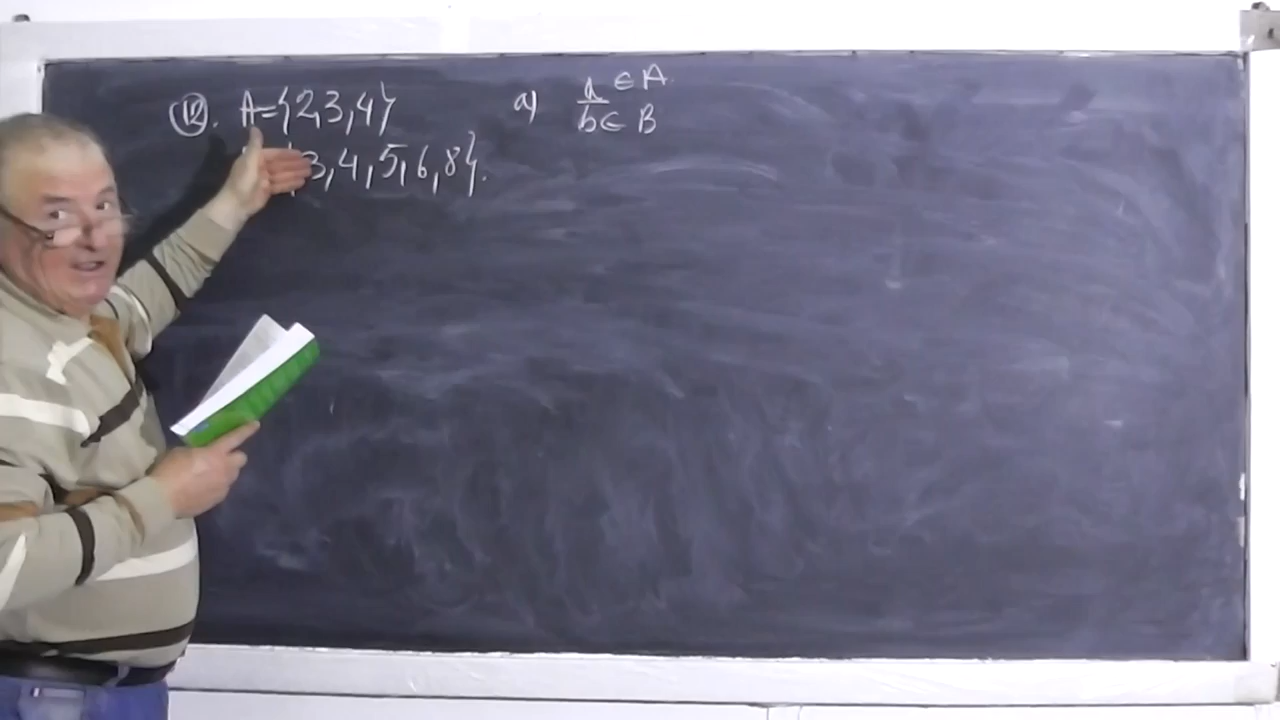 12. A={2,3,4}
3,4,5,6,8}.
a) a/b ∈ A ∈ B